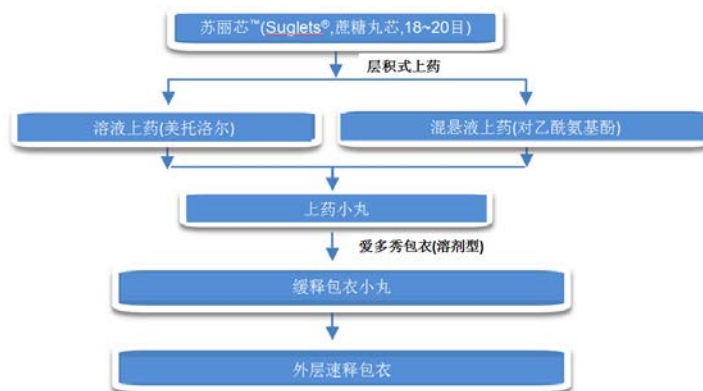 苏丽芯™(Suglets®,蔗糖丸芯,18~20目)
层积式上药
溶液上药(美托洛尔)
混悬液上药(对乙酰氨基酚)
上药小丸
爱多秀包衣(溶剂型)
缓释包衣小丸
外层速释包衣